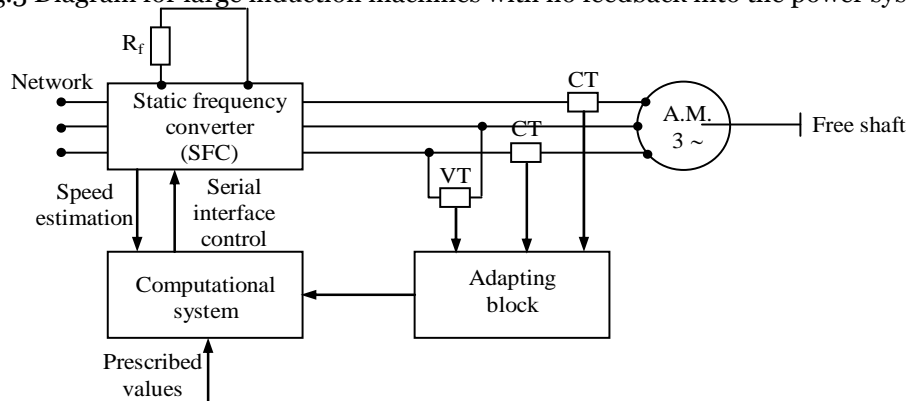 g.3 Diagram for large induction machines with no feedback into the power sys
Rf
Network
Static frequency
converter
(SFC)
CT
CT
VT
A.M.
3 ~
Free shaft
Speed
estimation
Serial
interface
control
Computational
system
Adapting
block
Prescribed
values